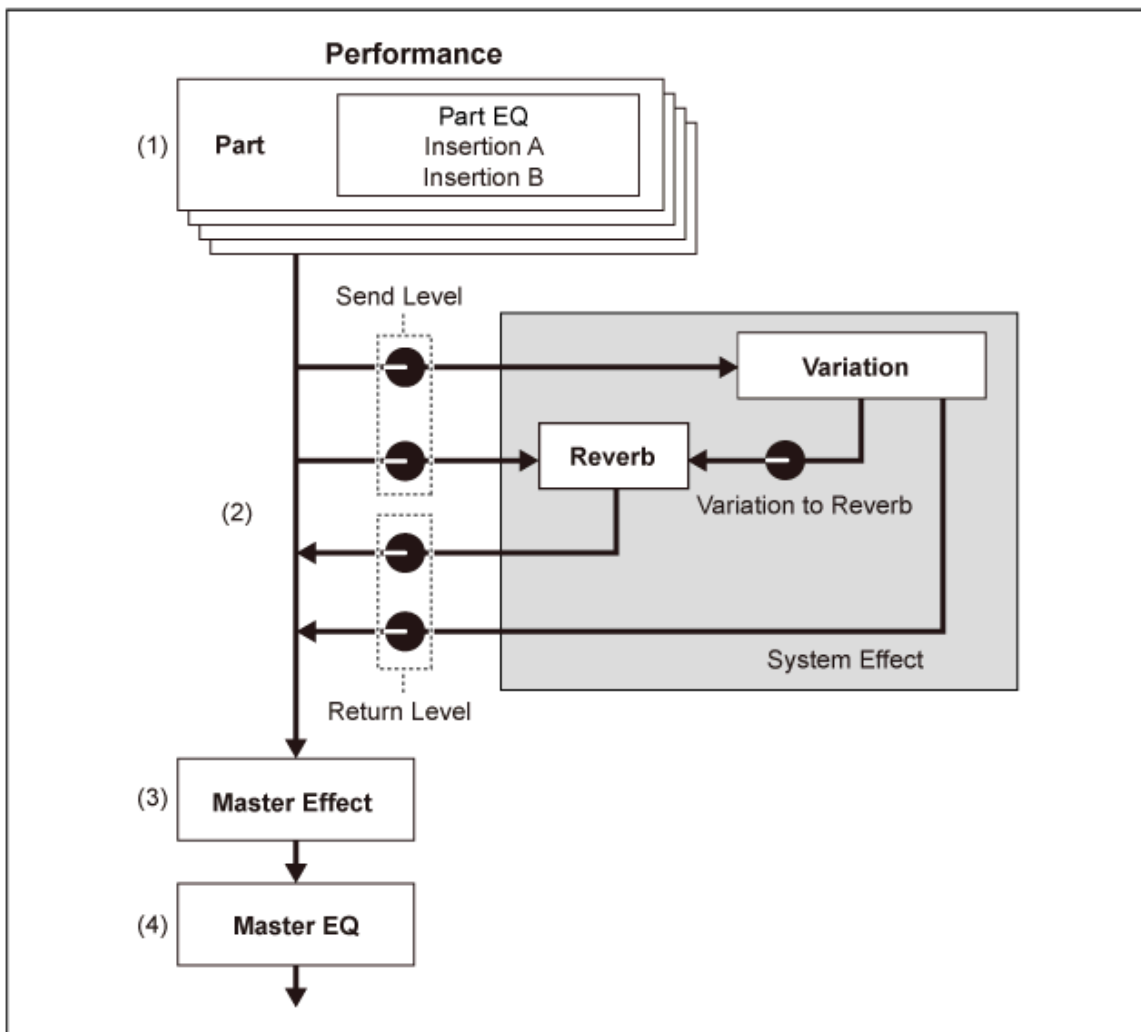 Performance
(1)
Part
Part EQ
Insertion A
Insertion B
Send Level
Variation
Reverb
Variation to Reverb
(2)
System Effect
Return Level
(3)
Master Effect
(4)
Master EQ